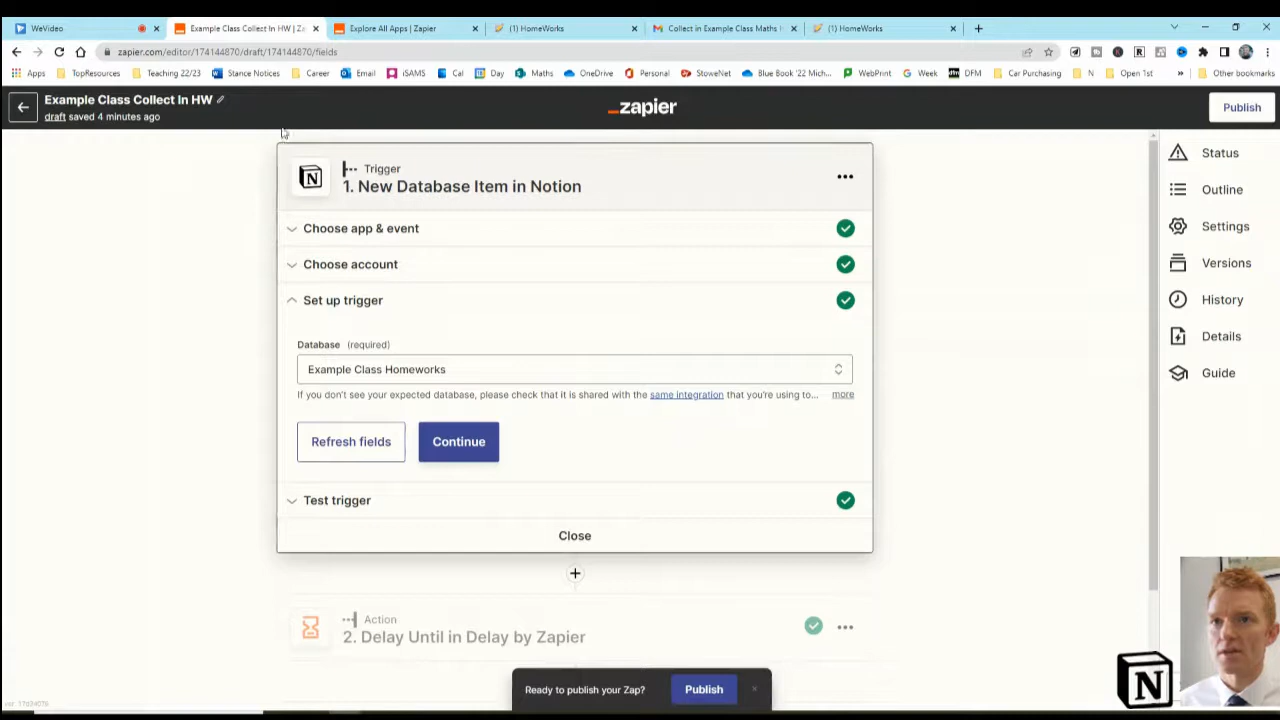 WeVideo
Example Class Collect In HW | Za
Explore All Apps | Zapier
(1) HomeWorks
Collect in Example Class Maths H
(1) HomeWorks
zapier.com/editor/174144870/draft/174144870/fields
Apps
TopResources
Teaching 22/23
Stance Notices
Career
Email
iSAMS
Cal
Day
Maths
OneDrive
Personal
StoweNet
Blue Book '22 Mich...
WebPrint
Week
DFM
Car Purchasing
N
Open 1st
»
Other bookmarks
Example Class Collect In HW
draft saved 4 minutes ago
_zapier
Publish
Trigger
1. New Database Item in Notion
Choose app & event
Choose account
Set up trigger
Database (required)
Example Class Homeworks
If you don't see your expected database, please check that it is shared with the same integration that you're using to...
more
Refresh fields
Continue
Test trigger
Close
Action
2. Delay Until in Delay by Zapier
Ready to publish your Zap?
Publish
Status
Outline
Settings
Versions
History
Details
Guide
N